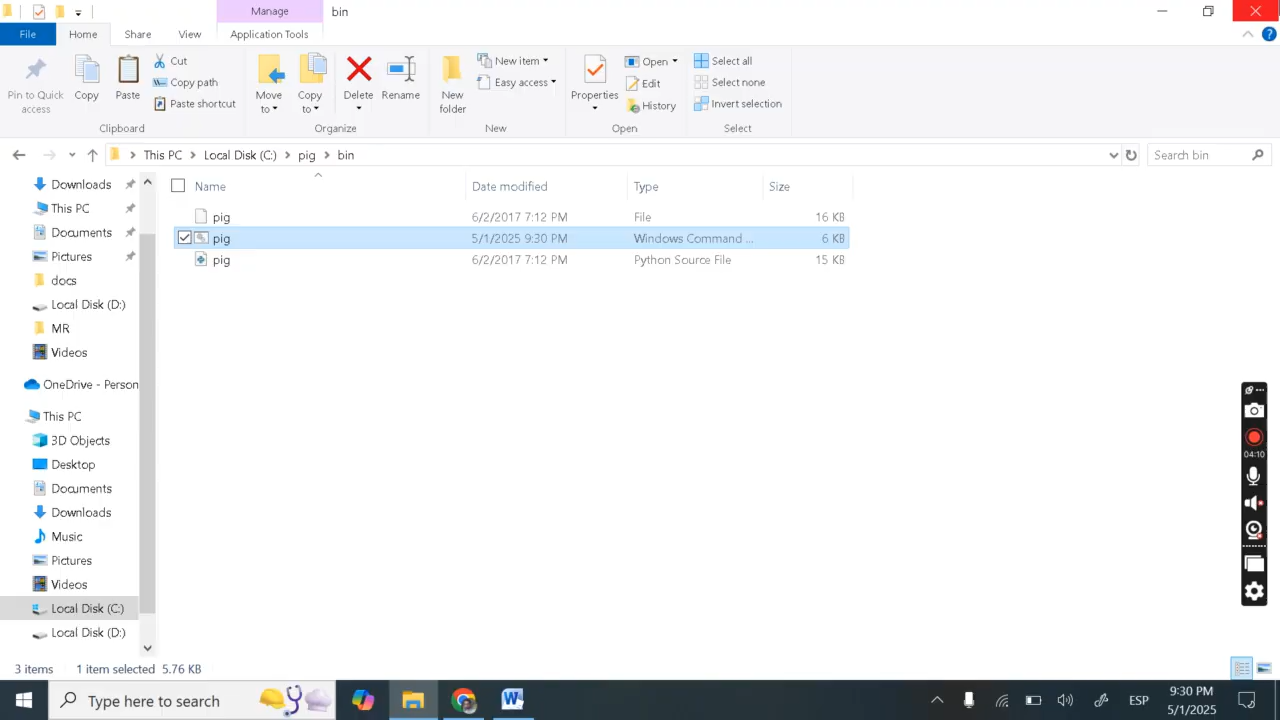 Manage
bin
File
Home
Share
View
Application Tools
Pin to Quick access
Copy
Paste
Cut
Copy path
Paste shortcut
Move to
Copy to
Delete
Rename
New folder
New item
Easy access
Properties
Open
Edit
History
Select all
Select none
Invert selection
Clipboard
Organize
New
Open
Select
This PC
Local Disk (C:)
pig
bin
Search bin
Name
Date modified
Type
Size
pig 6/2/2017 7:12 PM File 16 KB
pig 5/1/2025 9:30 PM Windows Command ... 6 KB
pig 6/2/2017 7:12 PM Python Source File 15 KB
Downloads
This PC
Documents
Pictures
docs
Local Disk (D:)
MR
Videos
OneDrive - Person
This PC
3D Objects
Desktop
Documents
Downloads
Music
Pictures
Videos
Local Disk (C:)
Local Disk (D:)
04:10
3 items 1 item selected 5.76 KB
Type here to search
ESP
9:30 PM
5/1/2025